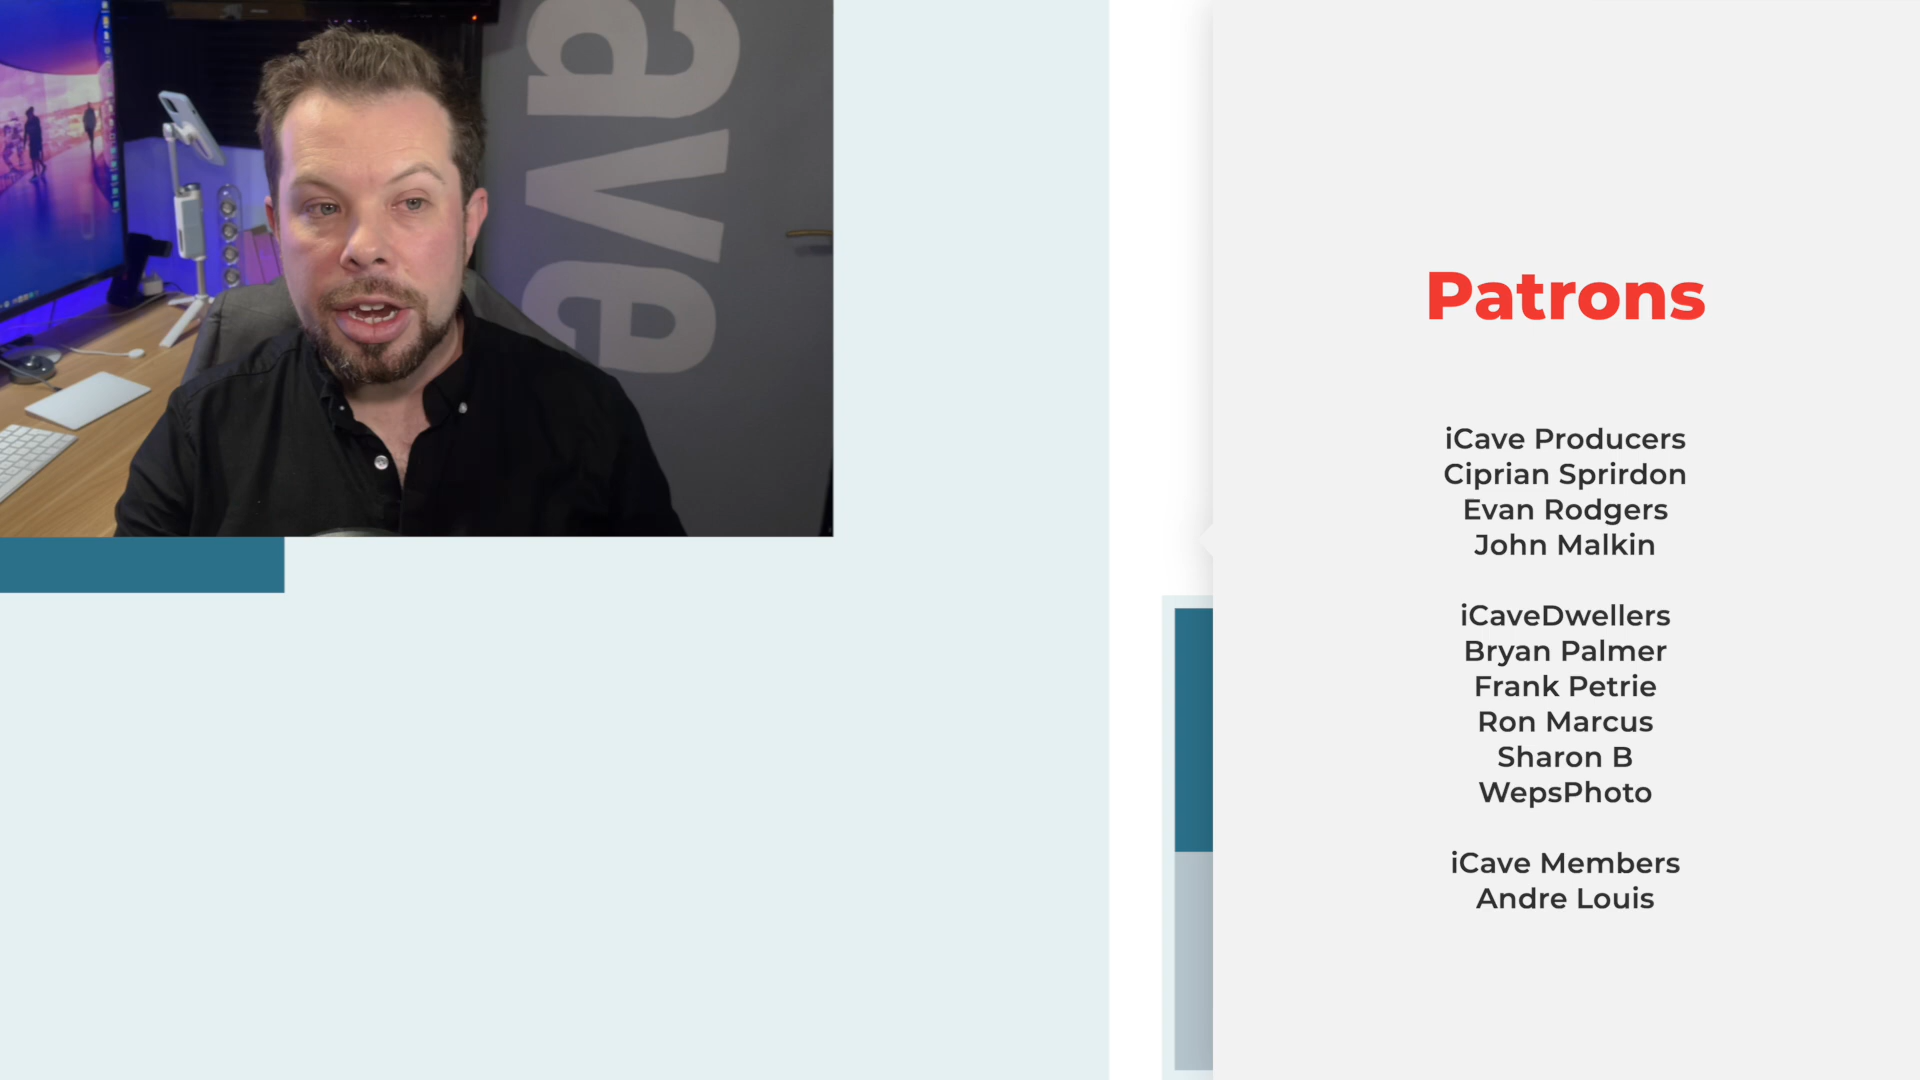 ave
Patrons
iCave Producers
Ciprian Sprirdon
Evan Rodgers
John Malkin
iCaveDwellers
Bryan Palmer
Frank Petrie
Ron Marcus
Sharon B
WepsPhoto
iCave Members
Andre Louis